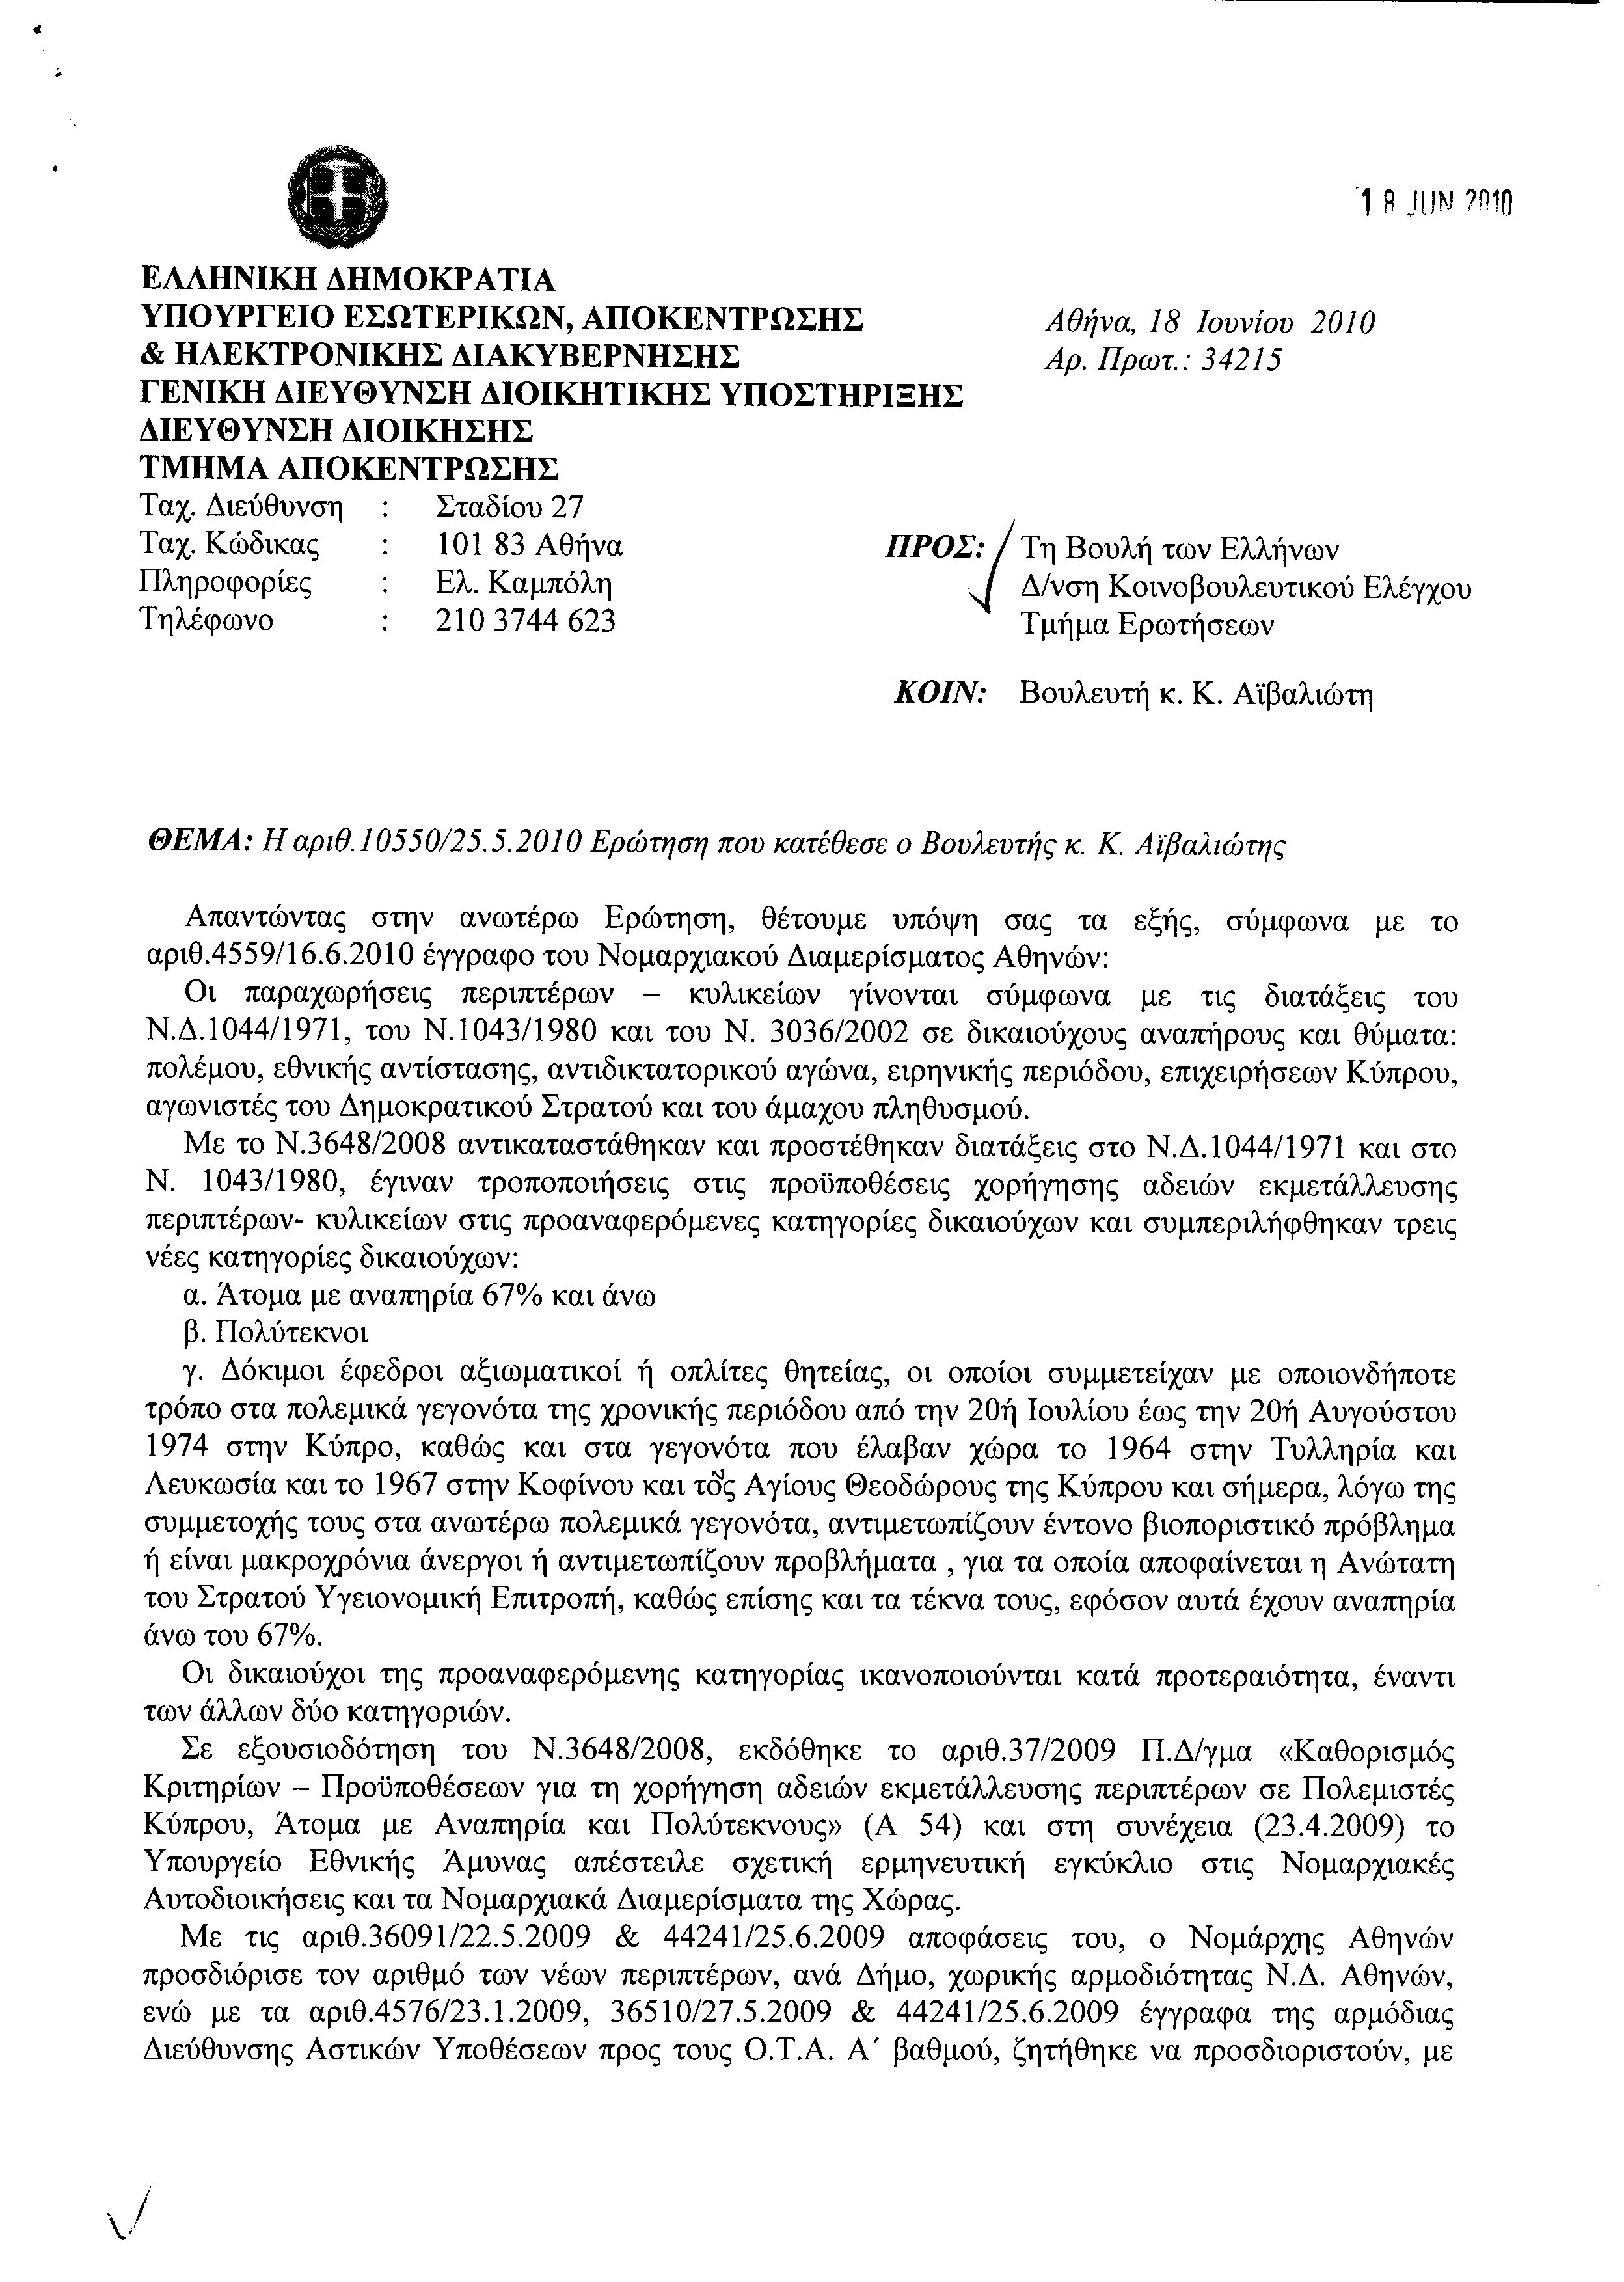 18 JUN 2010
ΕΛΛΗΝΙΚΗ ΔΗΜΟΚΡΑΤΙΑ
ΥΠΟΥΡΓΕΙΟ ΕΣΩΤΕΡΙΚΩΝ, ΑΠΟΚΕΝΤΡΩΣΗΣ
& ΗΛΕΚΤΡΟΝΙΚΗΣ ΔΙΑΚΥΒΕΡΝΗΣΗΣ
ΓΕΝΙΚΗ ΔΙΕΥΘΥΝΣΗ ΔΙΟΙΚΗΤΙΚΗΣ ΥΠΟΣΤΗΡΙΞΗΣ
ΔΙΕΥΘΥΝΣΗ ΔΙΟΙΚΗΣΗΣ
ΤΜΗΜΑ ΑΠΟΚΕΝΤΡΩΣΗΣ
Ταχ. Διεύθυνση : Σταδίου 27
Ταχ. Κώδικας : 101 83 Αθήνα
Πληροφορίες : Ελ. Καμπόλη
Τηλέφωνο : 210 3744 623
Αθήνα, 18 Ιουνίου 2010
Αρ. Πρωτ.: 34215
ΠΡΟΣ: Τη Βουλή των Ελλήνων
Δ/νση Κοινοβουλευτικού Ελέγχου
Τμήμα Ερωτήσεων
ΚΟΙΝ: Βουλευτή κ. Κ. Αϊβαλιώτη
ΘΕΜΑ: Η αριθ.10550/25.5.2010 Ερώτηση που κατέθεσε ο Βουλευτής κ. Κ. Αϊβαλιώτης
Απαντώντας στην ανωτέρω Ερώτηση, θέτουμε υπόψη σας τα εξής, σύμφωνα με το
αριθ.4559/16.6.2010 έγγραφο του Νομαρχιακού Διαμερίσματος Αθηνών:
Οι παραχωρήσεις περιπτέρων – κυλικείων γίνονται σύμφωνα με τις διατάξεις του
Ν.Δ.1044/1971, του Ν.1043/1980 και του Ν. 3036/2002 σε δικαιούχους αναπήρους και θύματα:
πολέμου, εθνικής αντίστασης, αντιδικτατορικού αγώνα, ειρηνικής περιόδου, επιχειρήσεων Κύπρου,
αγωνιστές του Δημοκρατικού Στρατού και του άμαχου πληθυσμού.
Με το Ν.3648/2008 αντικαταστάθηκαν και προστέθηκαν διατάξεις στο Ν.Δ.1044/1971 και στο
Ν. 1043/1980, έγιναν τροποποιήσεις στις προϋποθέσεις χορήγησης αδειών εκμετάλλευσης
περιπτέρων- κυλικείων στις προαναφερόμενες κατηγορίες δικαιούχων και συμπεριλήφθηκαν τρεις
νέες κατηγορίες δικαιούχων:
α. Άτομα με αναπηρία 67% και άνω
β. Πολύτεκνοι
γ. Δόκιμοι έφεδροι αξιωματικοί ή οπλίτες θητείας, οι οποίοι συμμετείχαν με οποιονδήποτε
τρόπο στα πολεμικά γεγονότα της χρονικής περιόδου από την 20ή Ιουλίου έως την 20ή Αυγούστου
1974 στην Κύπρο, καθώς και στα γεγονότα που έλαβαν χώρα το 1964 στην Τυλληρία και
Λευκωσία και το 1967 στην Κοφίνου και τους Αγίους Θεοδώρους της Κύπρου και σήμερα, λόγω της
συμμετοχής τους στα ανωτέρω πολεμικά γεγονότα, αντιμετωπίζουν έντονο βιοποριστικό πρόβλημα
ή είναι μακροχρόνια άνεργοι ή αντιμετωπίζουν προβλήματα , για τα οποία αποφαίνεται η Ανώτατη
του Στρατού Υγειονομική Επιτροπή, καθώς επίσης και τα τέκνα τους, εφόσον αυτά έχουν αναπηρία
άνω του 67%.
Οι δικαιούχοι της προαναφερόμενης κατηγορίας ικανοποιούνται κατά προτεραιότητα, έναντι
των άλλων δύο κατηγοριών.
Σε εξουσιοδότηση του Ν.3648/2008, εκδόθηκε το αριθ.37/2009 Π.Δ/γμα «Καθορισμός
Κριτηρίων – Προϋποθέσεων για τη χορήγηση αδειών εκμετάλλευσης περιπτέρων σε Πολεμιστές
Κύπρου, Άτομα με Αναπηρία και Πολύτεκνους» (Α 54) και στη συνέχεια (23.4.2009) το
Υπουργείο Εθνικής Άμυνας απέστειλε σχετική ερμηνευτική εγκύκλιο στις Νομαρχιακές
Αυτοδιοικήσεις και τα Νομαρχιακά Διαμερίσματα της Χώρας.
Με τις αριθ.36091/22.5.2009 & 44241/25.6.2009 αποφάσεις του, ο Νομάρχης Αθηνών
προσδιόρισε τον αριθμό των νέων περιπτέρων, ανά Δήμο, χωρικής αρμοδιότητας Ν.Δ. Αθηνών,
ενώ με τα αριθ.4576/23.1.2009, 36510/27.5.2009 & 44241/25.6.2009 έγγραφα της αρμόδιας
Διεύθυνσης Αστικών Υποθέσεων προς τους Ο.Τ.Α. Α΄ βαθμού, ζητήθηκε να προσδιοριστούν, με